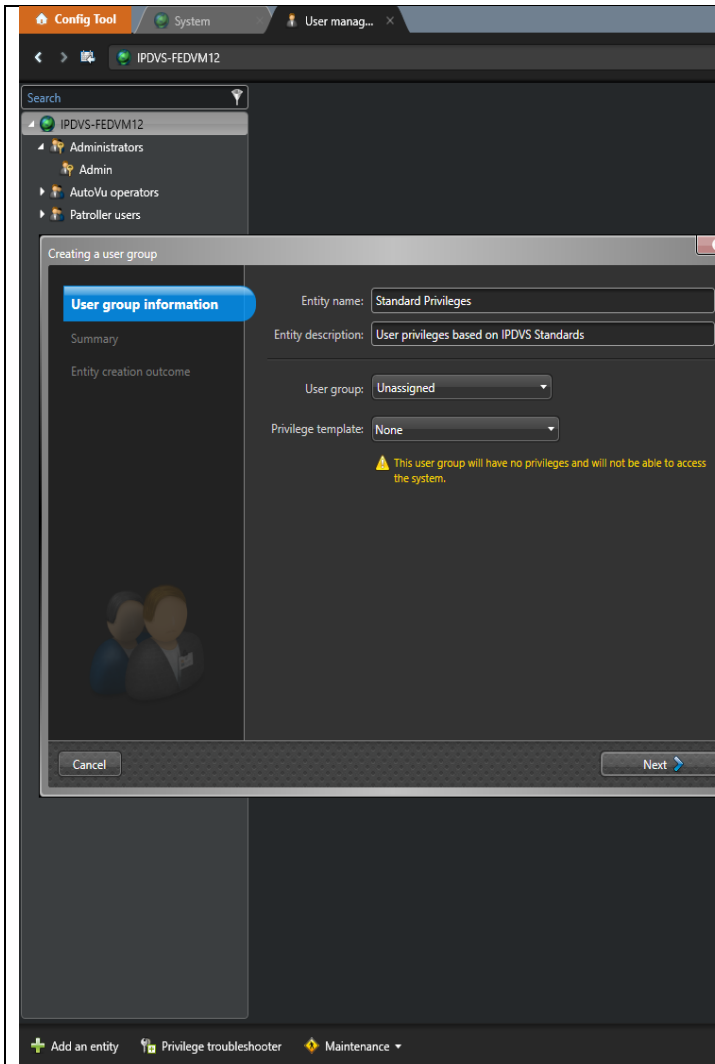 Config Tool
System
User manag...
IPDVS-FEDVM12
Search
IPDVS-FEDVM12
Administrators
Admin
AutoVu operators
Patroller users
Creating a user group
User group information
Summary
Entity creation outcome
Entity name: Standard Privileges
Entity description: User privileges based on IPDVS Standards
User group: Unassigned
Privilege template: None
This user group will have no privileges and will not be able to access
the system.
Cancel
Next
Add an entity
Privilege troubleshooter
Maintenance